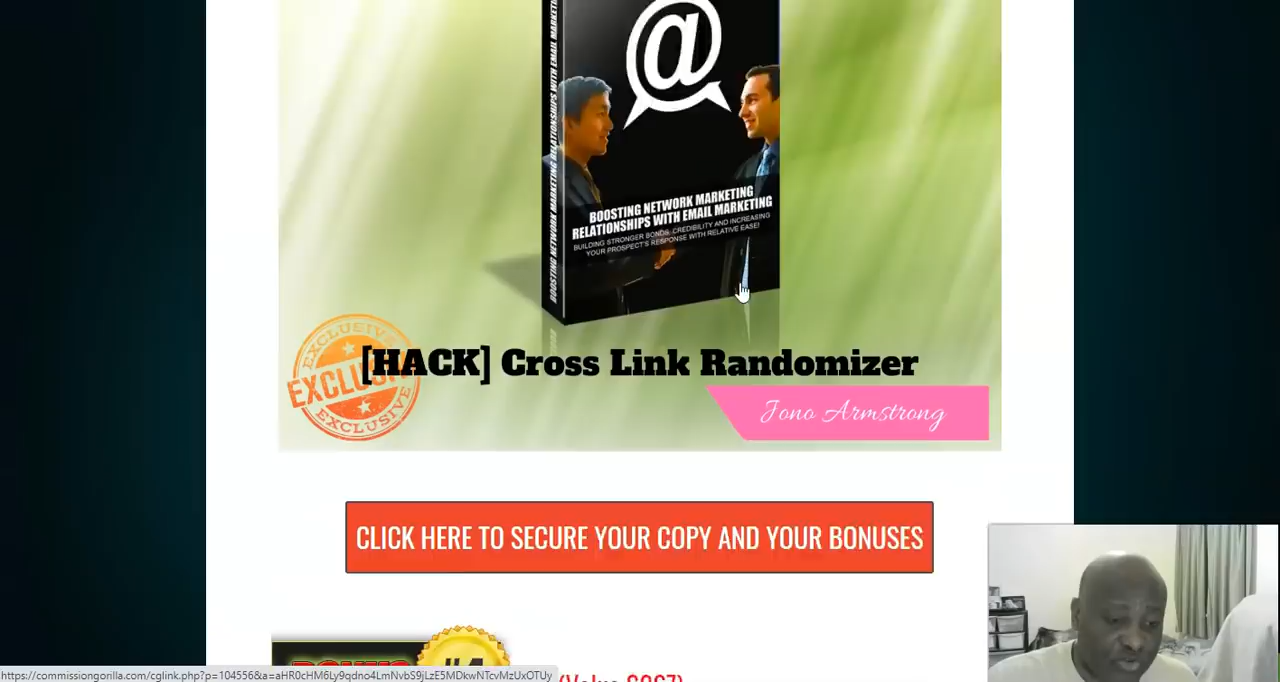 @
BOOSTING NETWORK MARKETING RELATIONSHIPS WITH EMAIL MARKETING
BOOSTING NETWORK MARKETING
RELATIONSHIPS WITH EMAIL MARKETING
BUILDING STRONGER BONDS, CREDIBILITY AND INCREASING
YOUR PROSPECT'S RESPONSE WITH RELATIVE EASE!
EXCLUSIVE
EXCLUSIVE
EXCLUSIVE
[HACK] Cross Link Randomizer
Jono Armstrong
CLICK HERE TO SECURE YOUR COPY AND YOUR BONUSES
BONUS #1